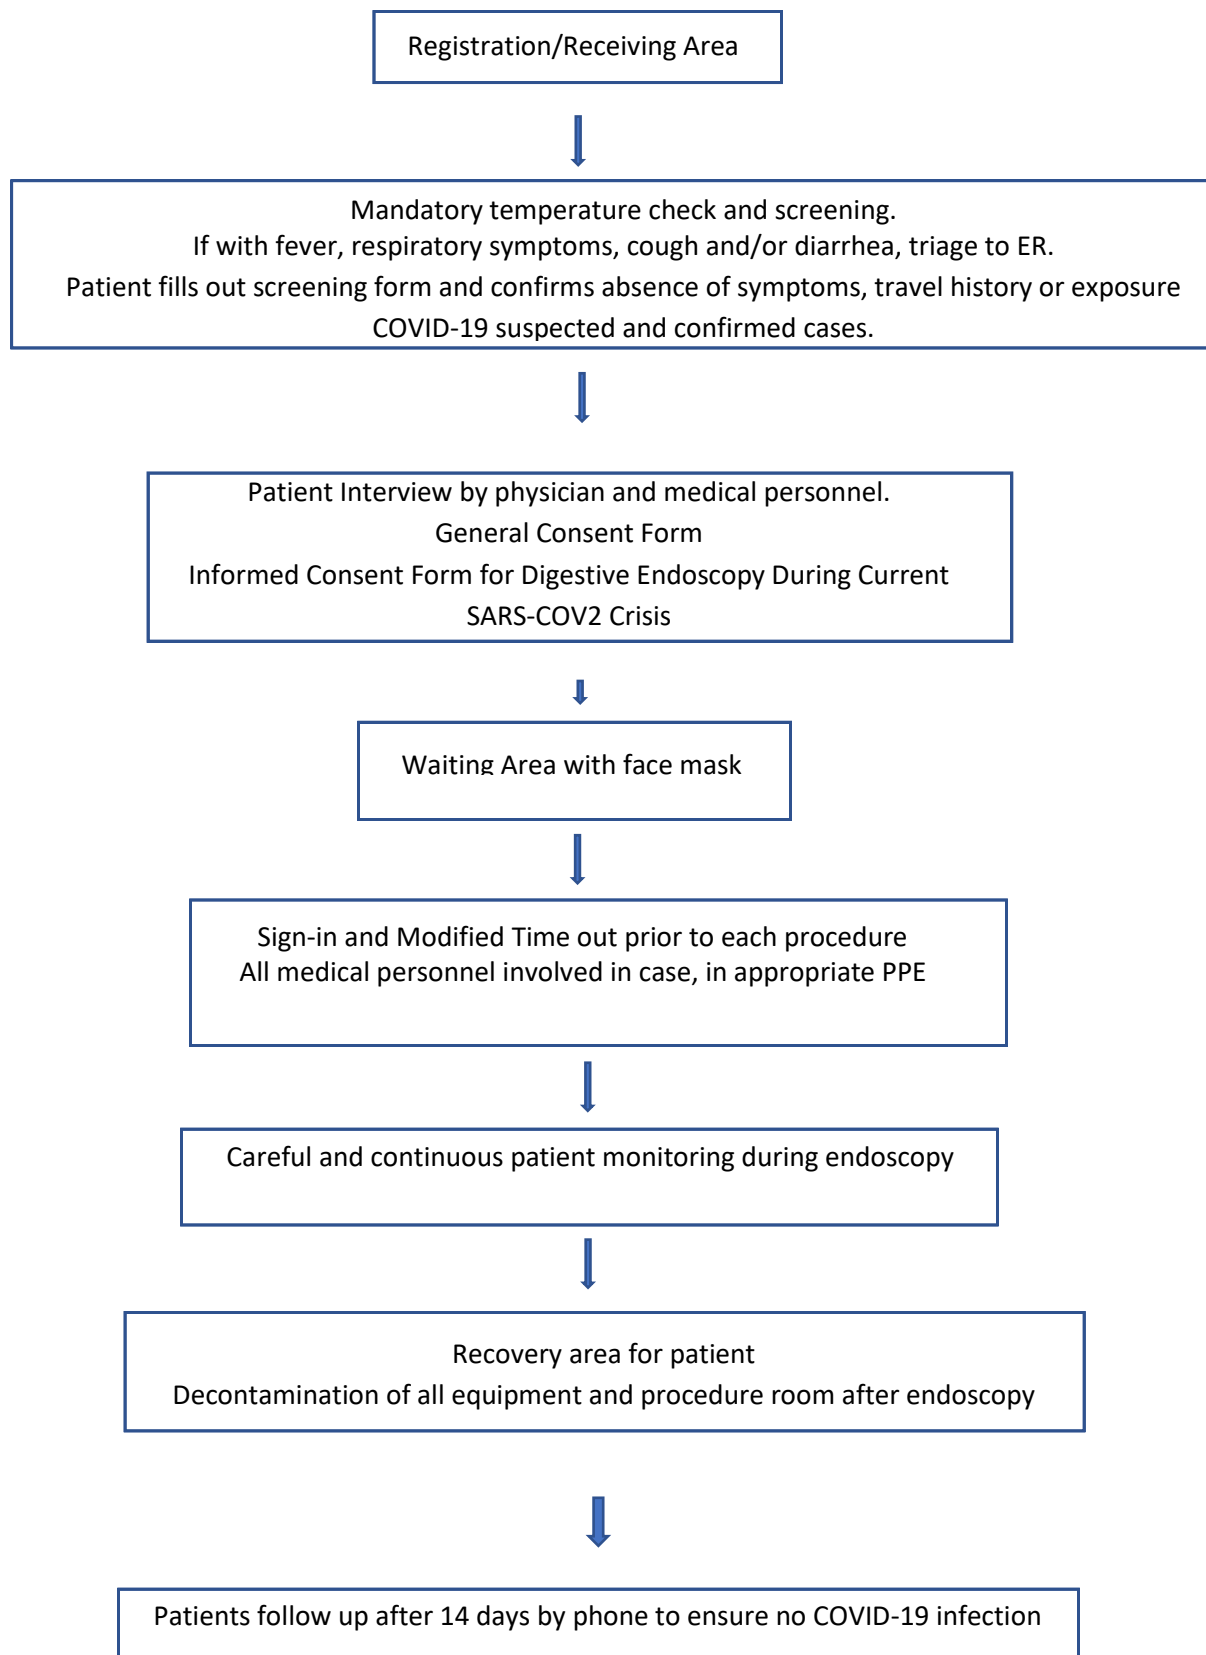 Registration/Receiving Area
Mandatory temperature check and screening.
If with fever, respiratory symptoms, cough and/or diarrhea, triage to ER.
Patient fills out screening form and confirms absence of symptoms, travel history or exposure
COVID-19 suspected and confirmed cases.
Patient Interview by physician and medical personnel.
General Consent Form
Informed Consent Form for Digestive Endoscopy During Current
SARS-COV2 Crisis
Waiting Area with face mask
Sign-in and Modified Time out prior to each procedure
All medical personnel involved in case, in appropriate PPE
Careful and continuous patient monitoring during endoscopy
Recovery area for patient
Decontamination of all equipment and procedure room after endoscopy
Patients follow up after 14 days by phone to ensure no COVID-19 infection